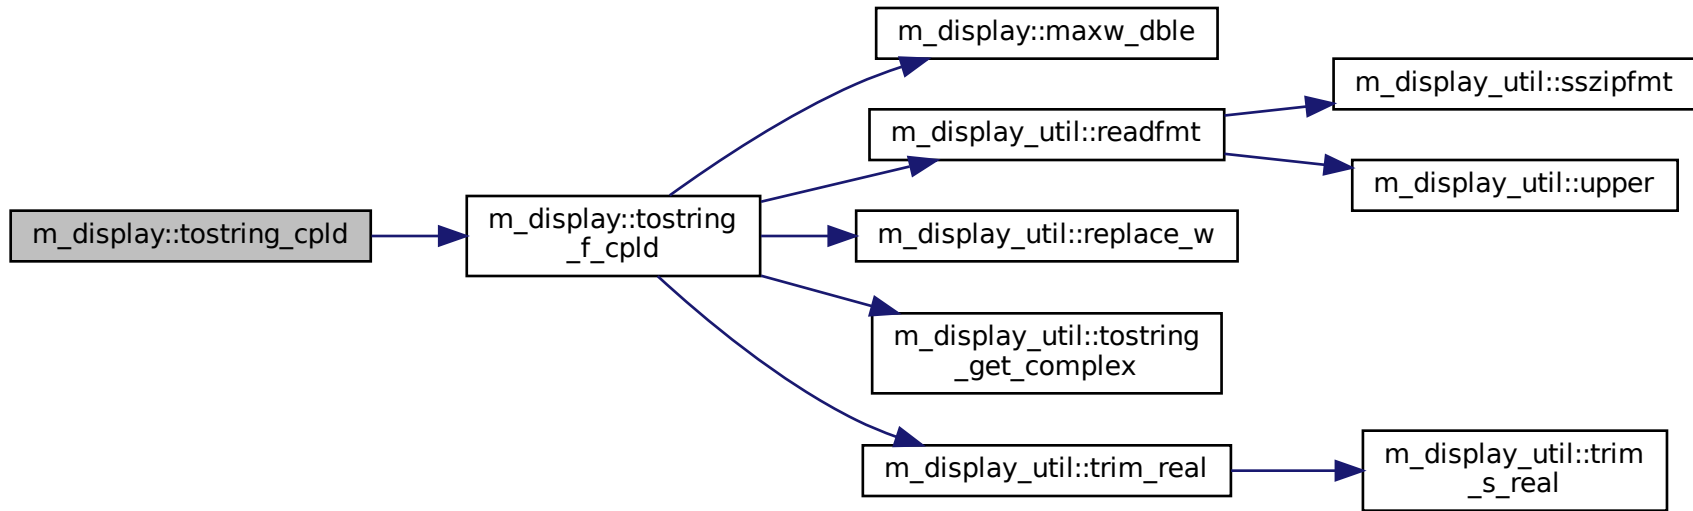 m_display::tostring_cpld
m_display::tostring
_f_cpld
m_display::maxw_dble
m_display_util::readfmt
m_display_util::replace_w
m_display_util::tostring
_get_complex
m_display_util::trim_real
m_display_util::sszipfmt
m_display_util::upper
m_display_util::trim
_s_real